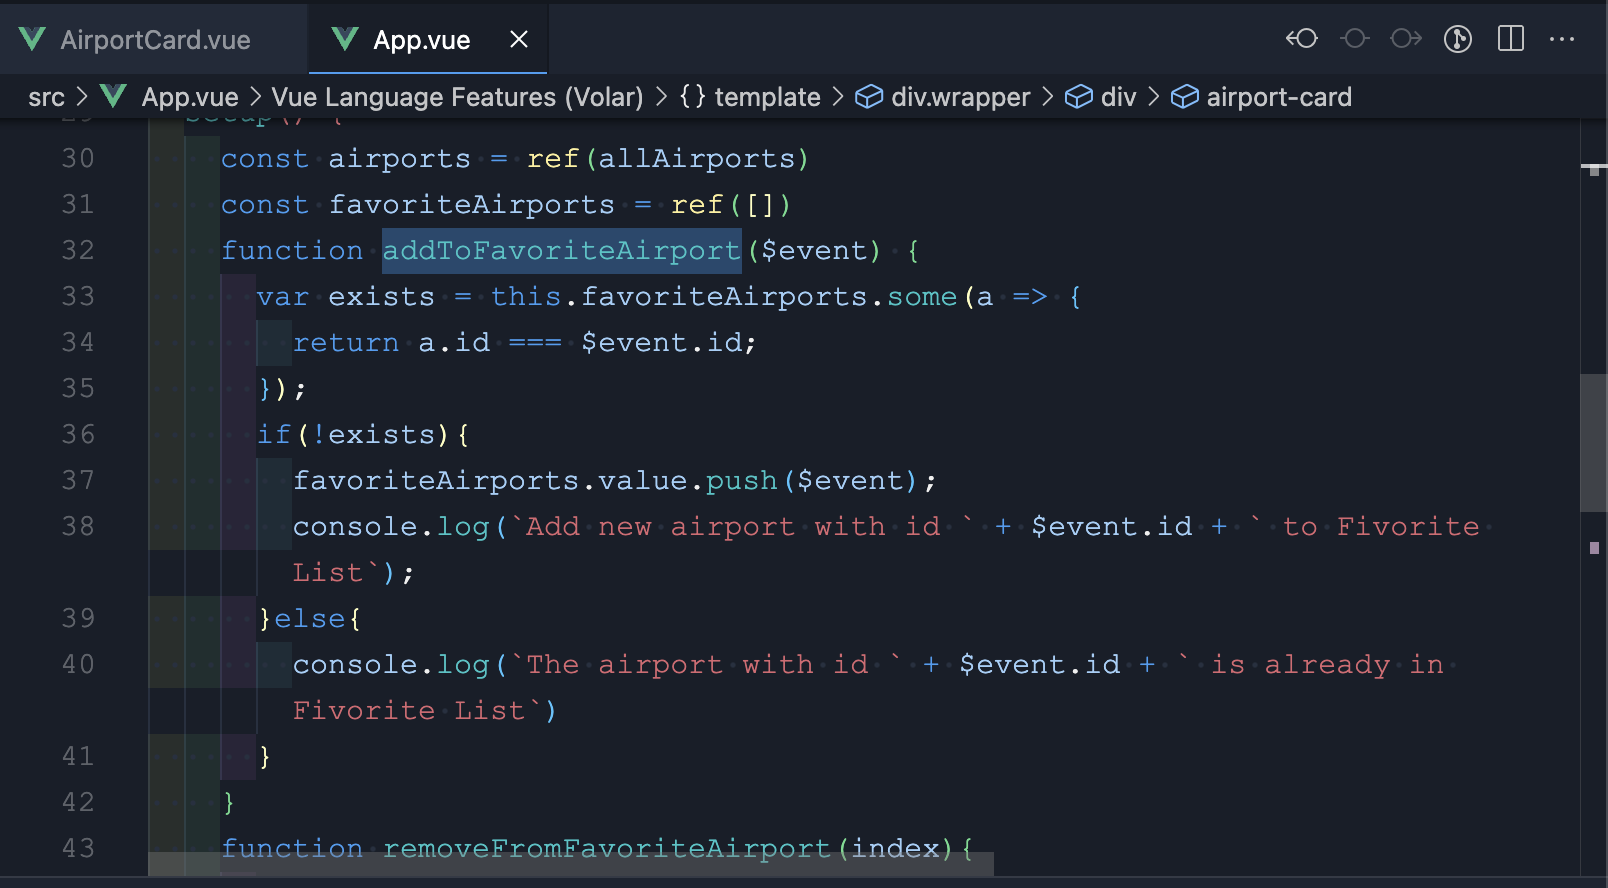 AirportCard.vue App.vue
src > App.vue > Vue Language Features (Volar) > {} template > div.wrapper > div > airport-card
29 setup() {
30 const airports = ref(allAirports)
31 const favoriteAirports = ref([])
32 function addToFavoriteAirport($event) {
33 var exists = this.favoriteAirports.some(a => {
34 return a.id === $event.id;
35 });
36 if(!exists){
37 favoriteAirports.value.push($event);
38 console.log(`Add new airport with id ` + $event.id + ` to Fivorite
List`);
39 }else{
40 console.log(`The airport with id ` + $event.id + ` is already in
Fivorite List`)
41 }
42 }
43 function removeFromFavoriteAirport(index){